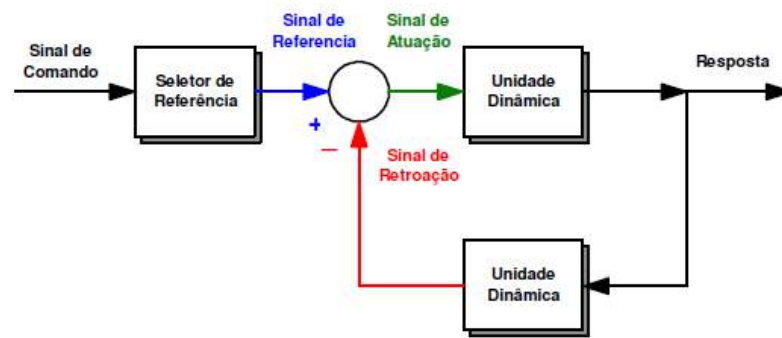 Sinal de
Comando
Seletor de
Referência
Sinal de
Referencia
+
–
Sinal de
Atuação
Unidade
Dinâmica
Resposta
Sinal de
Retroação
Unidade
Dinâmica